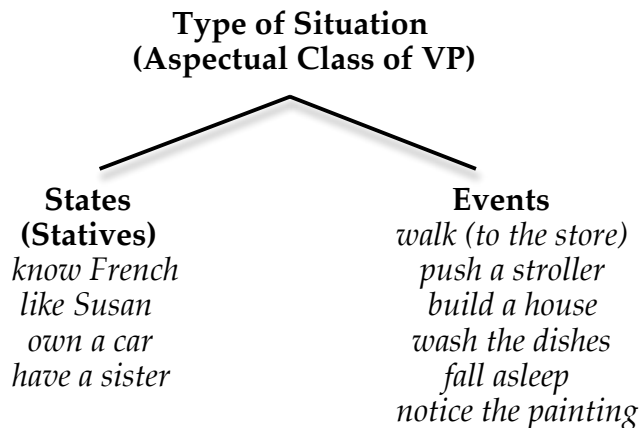 Type of Situation
(Aspectual Class of VP)
States
(Statives)
know French
like Susan
own a car
have a sister
Events
walk (to the store)
push a stroller
build a house
wash the dishes
fall asleep
notice the painting